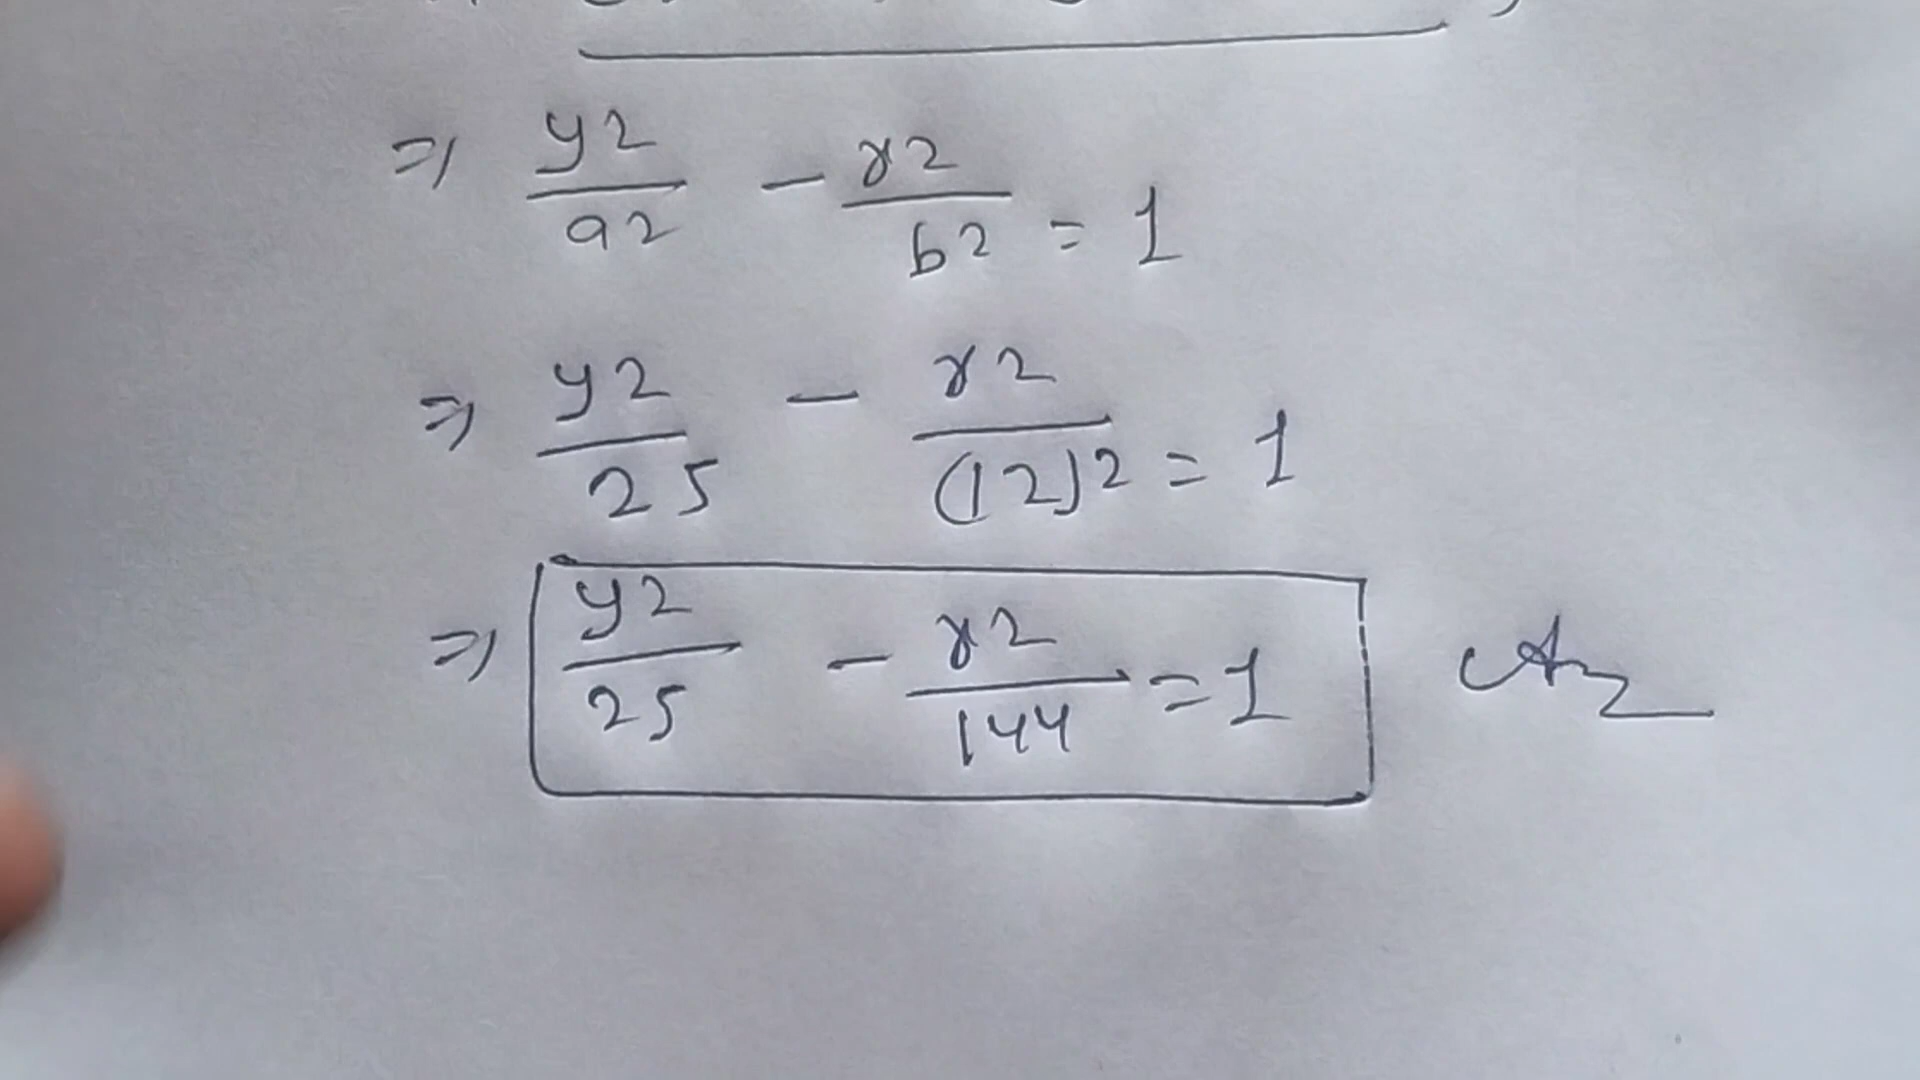 ⇒ y2/a2 - x2/b2 = 1
⇒ y2/25 - x2/(12)2 = 1
⇒ y2/25 - x2/144 = 1 Ans